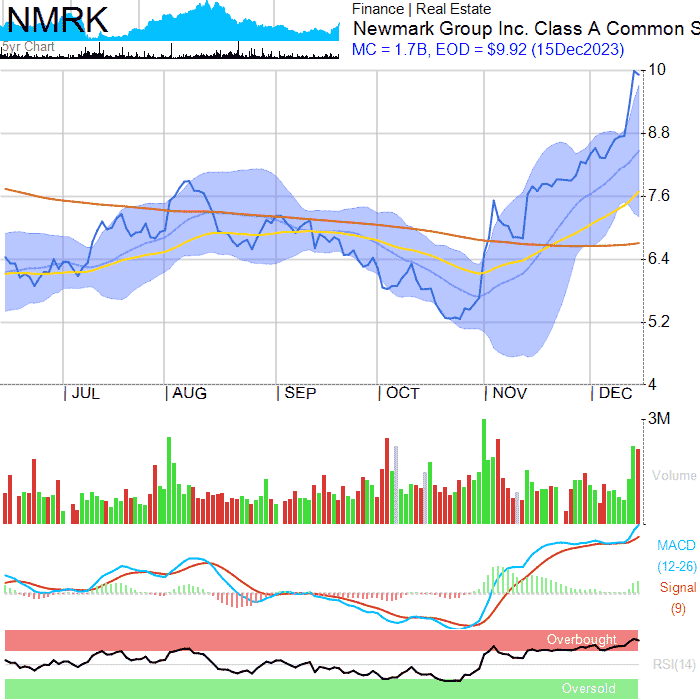 NMRK
5yr Chart
Finance | Real Estate
Newmark Group Inc. Class A Common S
MC = 1.7B, EOD = $9.92 (15Dec2023)
10
8.8
7.6
6.4
5.2
4
| JUL | AUG | SEP | OCT | NOV | DEC
3M
Volume
MACD
(12-26)
Signal
(9)
Overbought
RSI(14)
Oversold